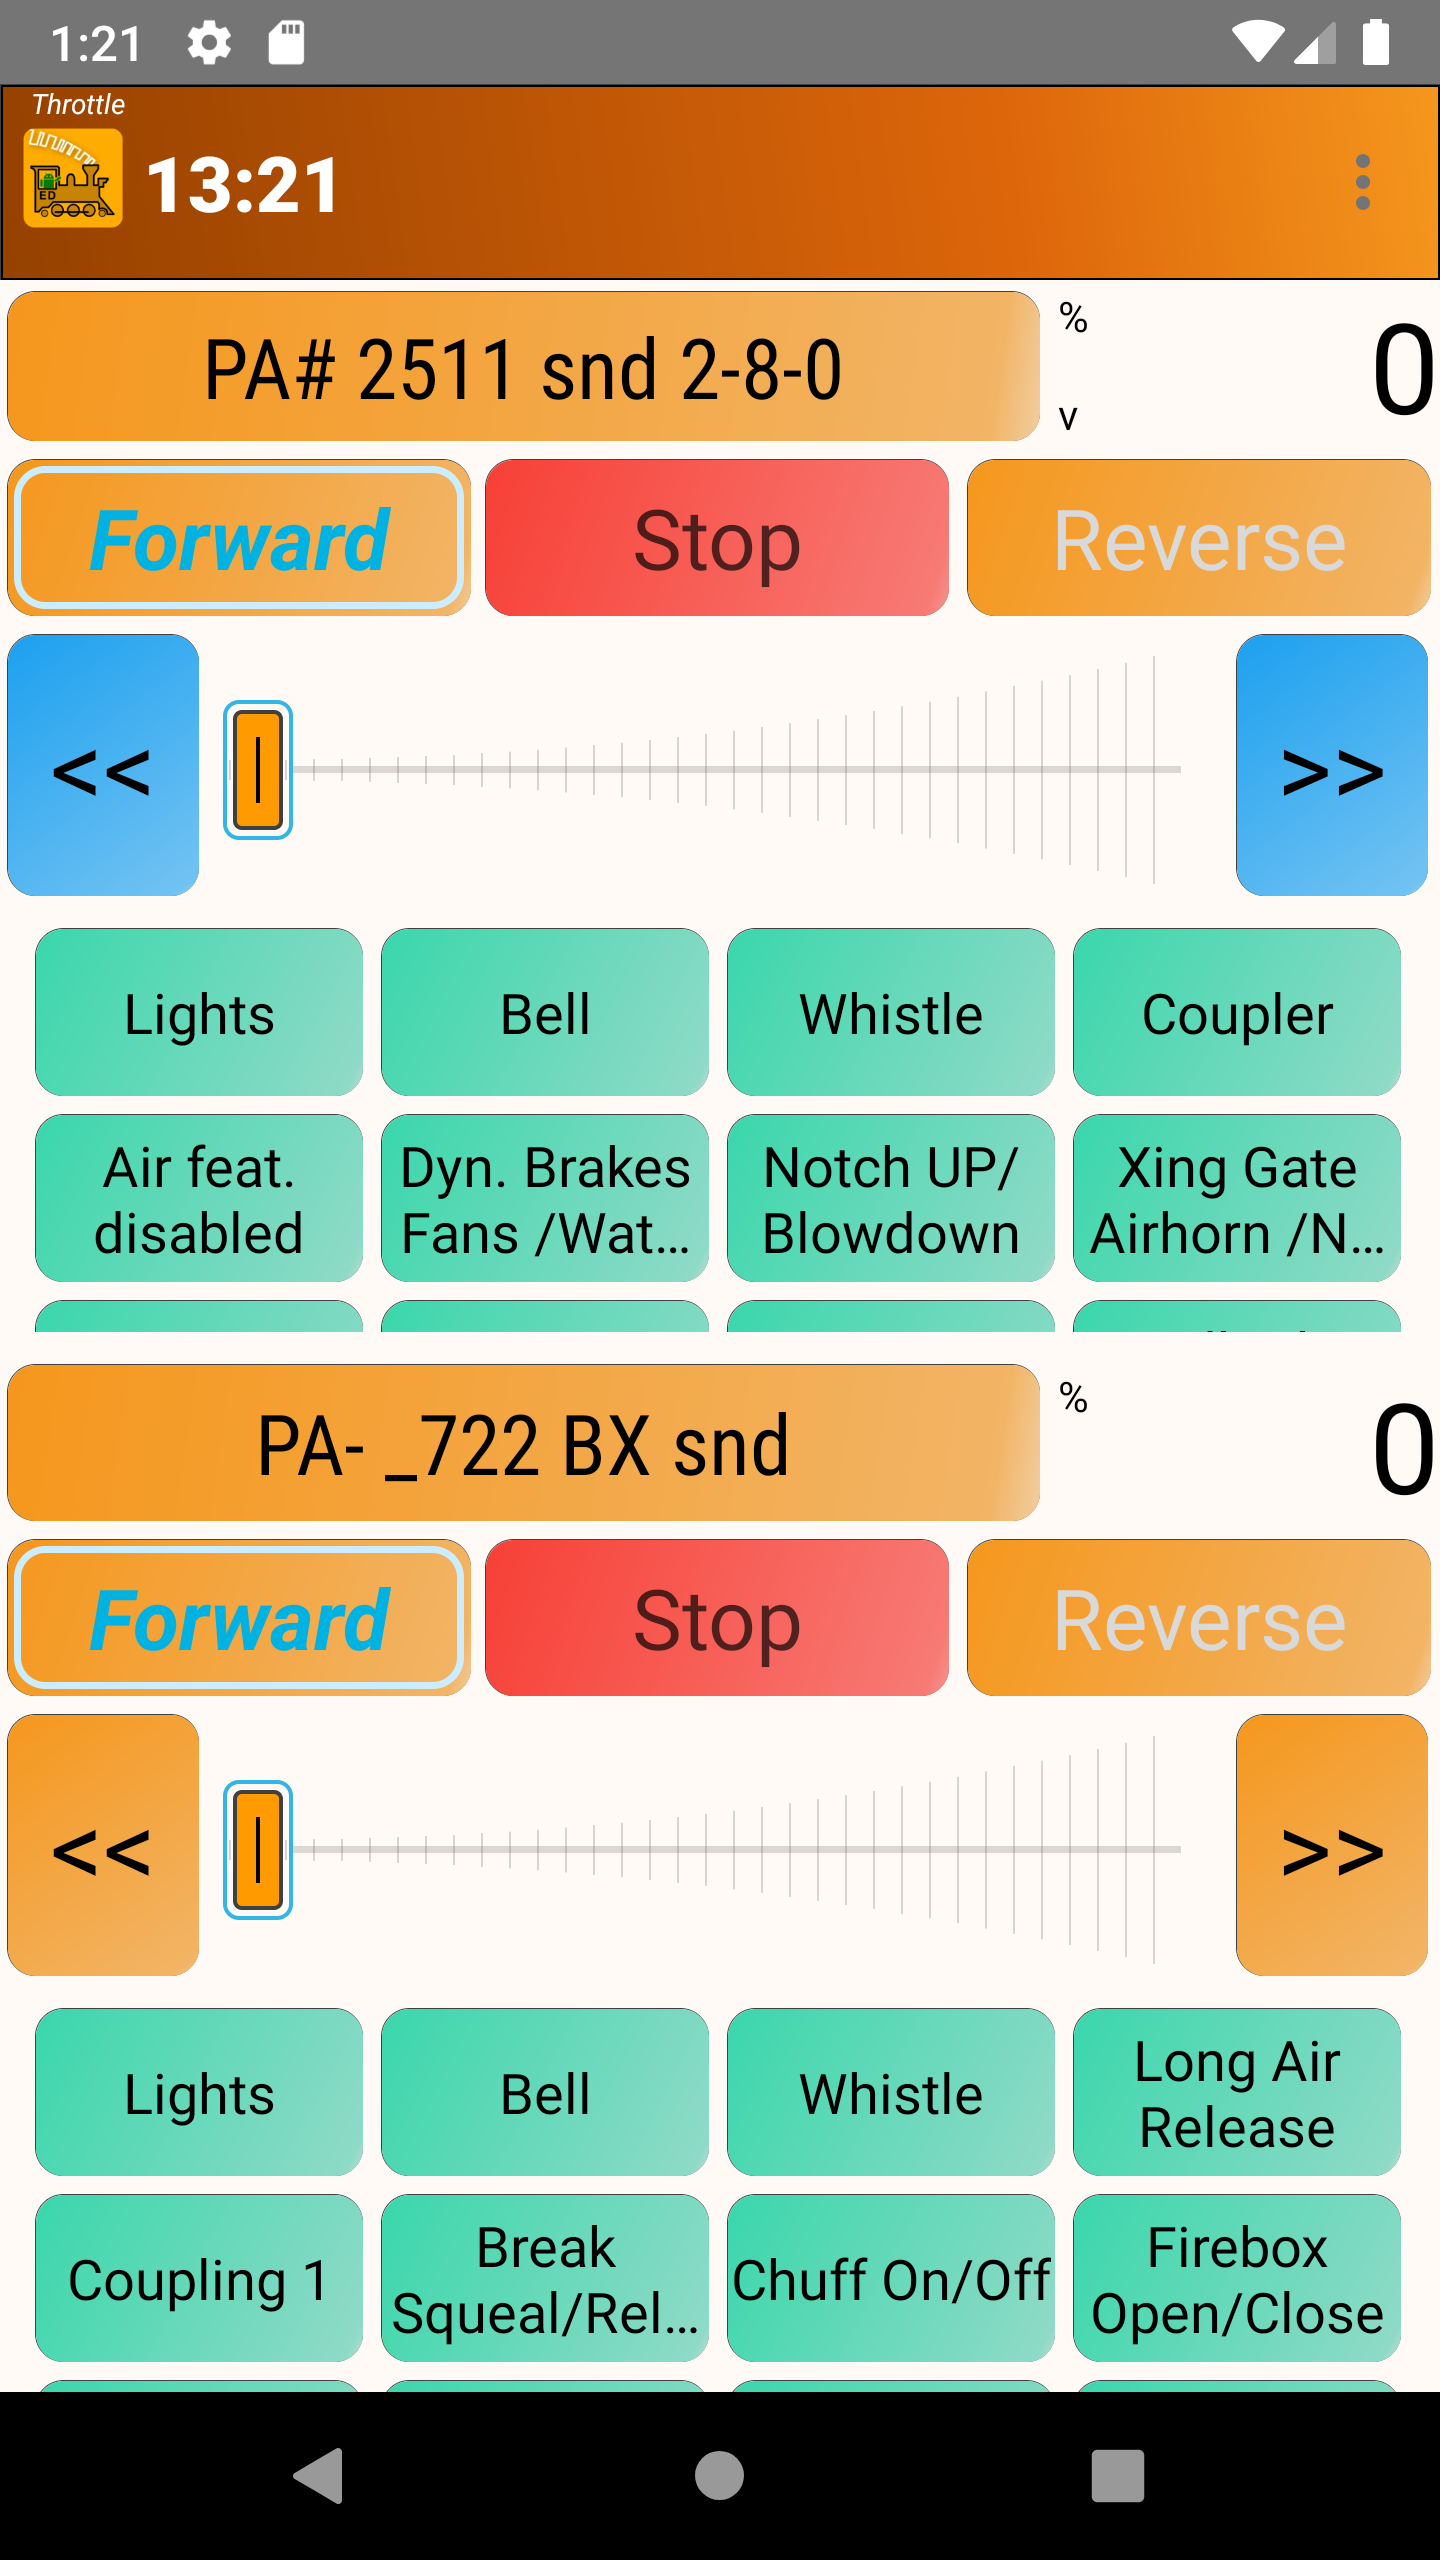 1:21
Throttle
ED
13:21
PA# 2511 snd 2-8-0
%
v
0
Forward
Stop
Reverse
<<
>>
Lights
Bell
Whistle
Coupler
Air feat.
disabled
Dyn. Brakes
Fans /Wat...
Notch UP/
Blowdown
Xing Gate
Airhorn /N...
PA- _722 BX snd
%
0
Forward
Stop
Reverse
<<
>>
Lights
Bell
Whistle
Long Air
Release
Coupling 1
Break
Squeal/Rel...
Chuff On/Off
Firebox
Open/Close